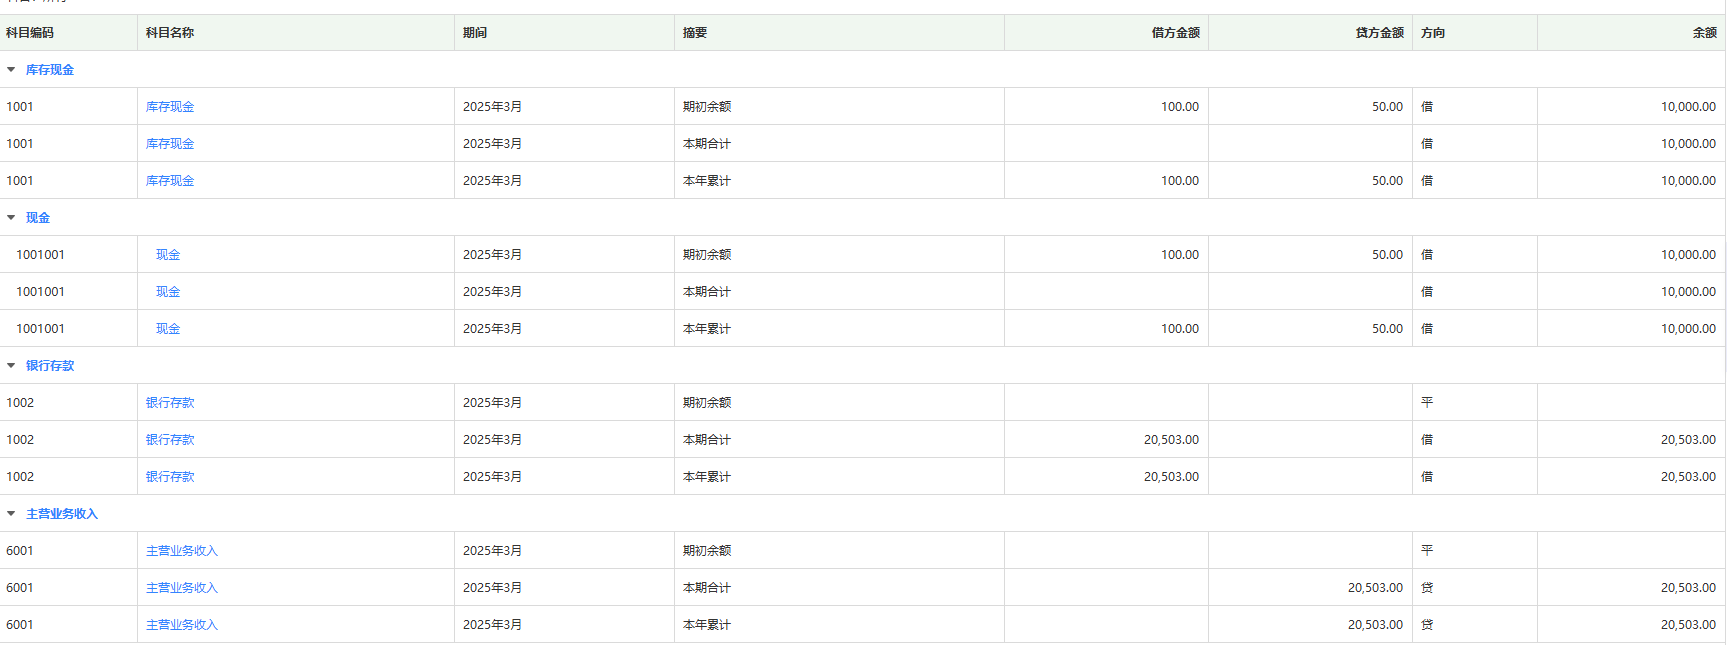 科目编码 科目名称 期间 摘要 借方金额 贷方金额 方向 余额
库存现金
1001 库存现金 2025年3月 期初余额 100.00 50.00 借 10,000.00
1001 库存现金 2025年3月 本期合计 借 10,000.00
1001 库存现金 2025年3月 本年累计 100.00 50.00 借 10,000.00
现金
1001001 现金 2025年3月 期初余额 100.00 50.00 借 10,000.00
1001001 现金 2025年3月 本期合计 借 10,000.00
1001001 现金 2025年3月 本年累计 100.00 50.00 借 10,000.00
银行存款
1002 银行存款 2025年3月 期初余额 平
1002 银行存款 2025年3月 本期合计 20,503.00 借 20,503.00
1002 银行存款 2025年3月 本年累计 20,503.00 借 20,503.00
主营业务收入
6001 主营业务收入 2025年3月 期初余额 平
6001 主营业务收入 2025年3月 本期合计 20,503.00 贷 20,503.00
6001 主营业务收入 2025年3月 本年累计 20,503.00 贷 20,503.00